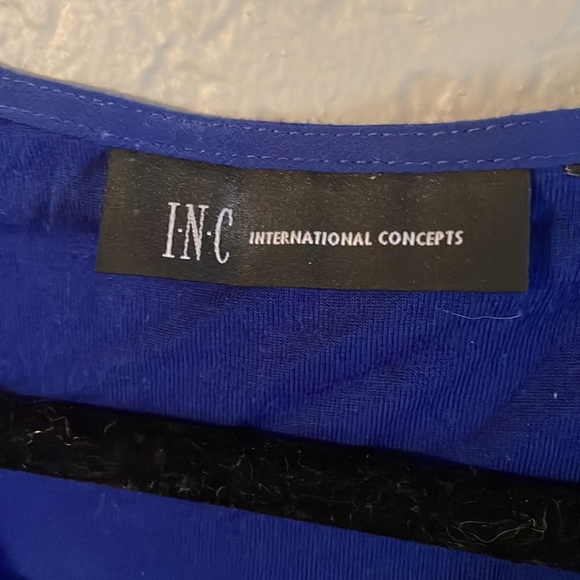 I·N·C INTERNATIONAL CONCEPTS